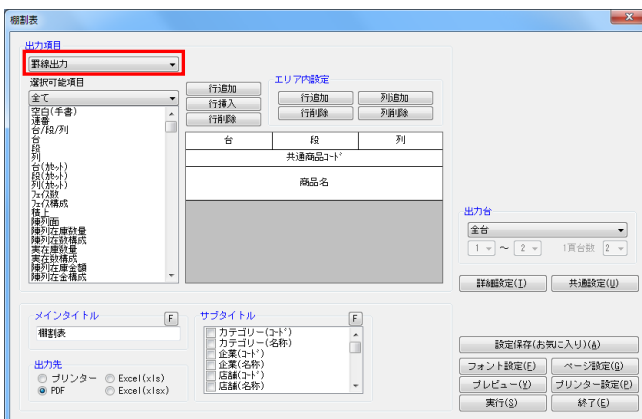 棚割表
出力項目
罫線出力
選択可能項目
全て
空白(手書)
連番
台/段/列
台
段
列
台(ｶｾｯﾄ)
段(ｶｾｯﾄ)
列(ｶｾｯﾄ)
ﾌｪｲｽ数
ﾌｪｲｽ構成
積上
陳列面
陳列在庫数量
陳列在数構成
実在庫数量
実在数構成
陳列在庫金額
陳列在金構成
行追加
行挿入
行削除
エリア内設定
行追加
列追加
行削除
列削除
台 段 列
共通商品ｺｰﾄﾞ
商品名
出力台
全台
1 ～ 2 1頁台数 2
詳細設定(I) 共通設定(U)
メインタイトル F
棚割表
サブタイトル F
カテゴリー(ｺｰﾄﾞ)
カテゴリー(名称)
企業(ｺｰﾄﾞ)
企業(名称)
店舗(ｺｰﾄﾞ)
店舗(名称)
出力先
プリンター Excel(xls)
PDF Excel(xlsx)
設定保存(お気に入り)(A)
フォント設定(F) ページ設定(G)
プレビュー(V) プリンター設定(P)
実行(S) 終了(E)